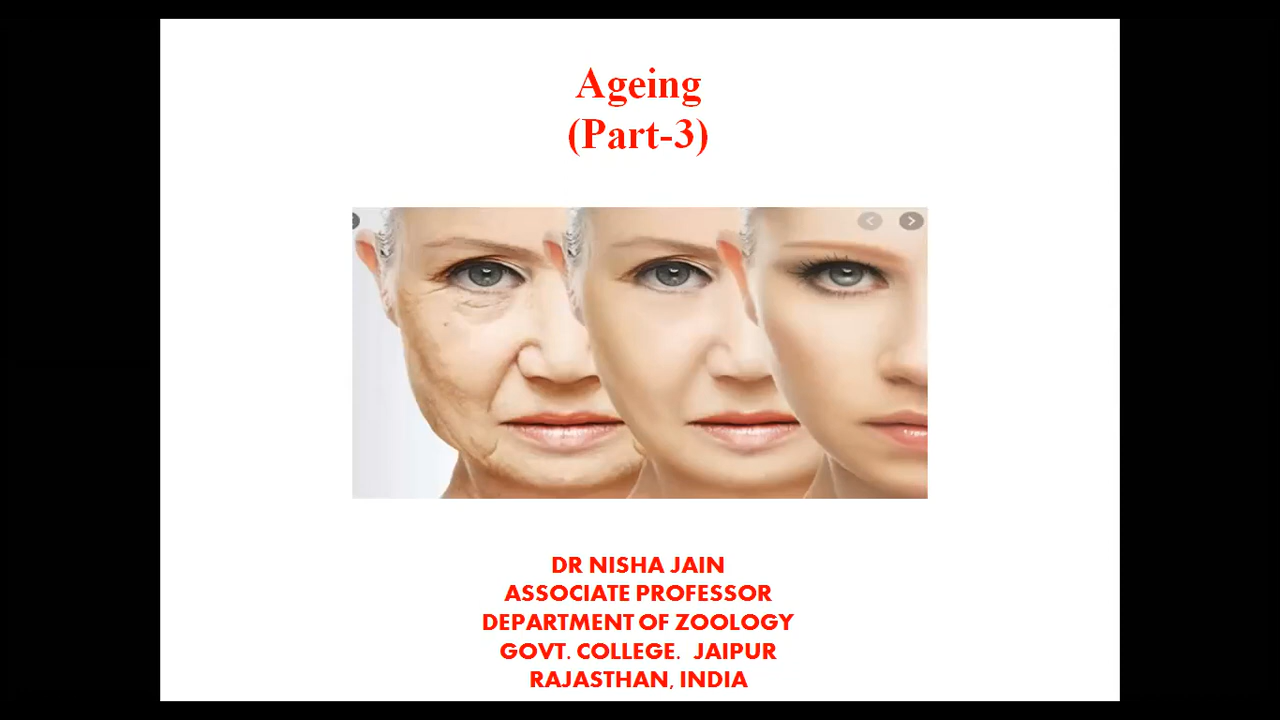 Ageing
(Part-3)
DR NISHA JAIN
ASSOCIATE PROFESSOR
DEPARTMENT OF ZOOLOGY
GOVT. COLLEGE. JAIPUR
RAJASTHAN, INDIA